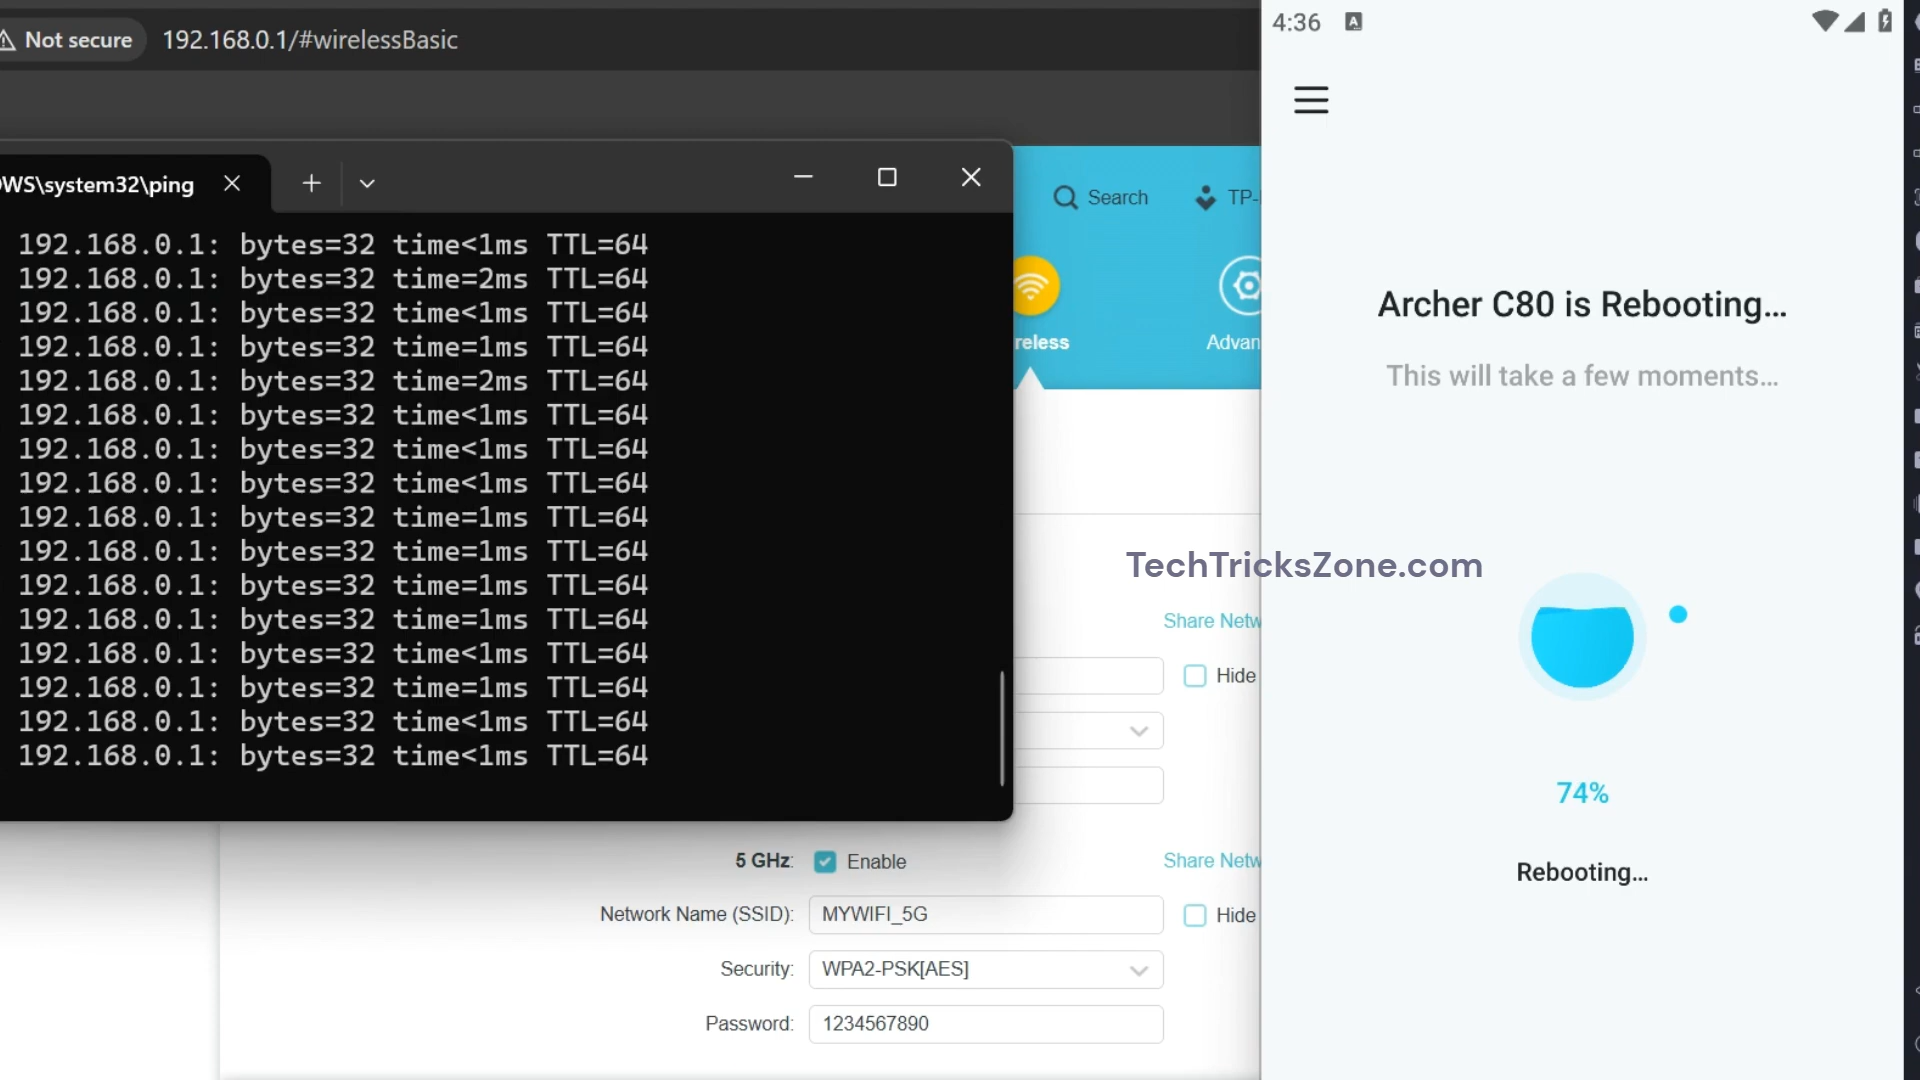 Not secure 192.168.0.1/#wirelessBasic
OWS\system32\ping
192.168.0.1: bytes=32 time<1ms TTL=64
192.168.0.1: bytes=32 time=2ms TTL=64
192.168.0.1: bytes=32 time<1ms TTL=64
192.168.0.1: bytes=32 time=1ms TTL=64
192.168.0.1: bytes=32 time=2ms TTL=64
192.168.0.1: bytes=32 time<1ms TTL=64
192.168.0.1: bytes=32 time<1ms TTL=64
192.168.0.1: bytes=32 time<1ms TTL=64
192.168.0.1: bytes=32 time=1ms TTL=64
192.168.0.1: bytes=32 time=1ms TTL=64
192.168.0.1: bytes=32 time=1ms TTL=64
192.168.0.1: bytes=32 time=1ms TTL=64
192.168.0.1: bytes=32 time<1ms TTL=64
192.168.0.1: bytes=32 time=1ms TTL=64
192.168.0.1: bytes=32 time<1ms TTL=64
192.168.0.1: bytes=32 time<1ms TTL=64
Search TP-
reless Advan
Share Netw
Hide
5 GHz: Enable Share Netw
Network Name (SSID): MYWIFI_5G Hide
Security: WPA2-PSK[AES]
Password: 1234567890
TechTricksZone.com
4:36 A
Archer C80 is Rebooting...
This will take a few moments...
74%
Rebooting...